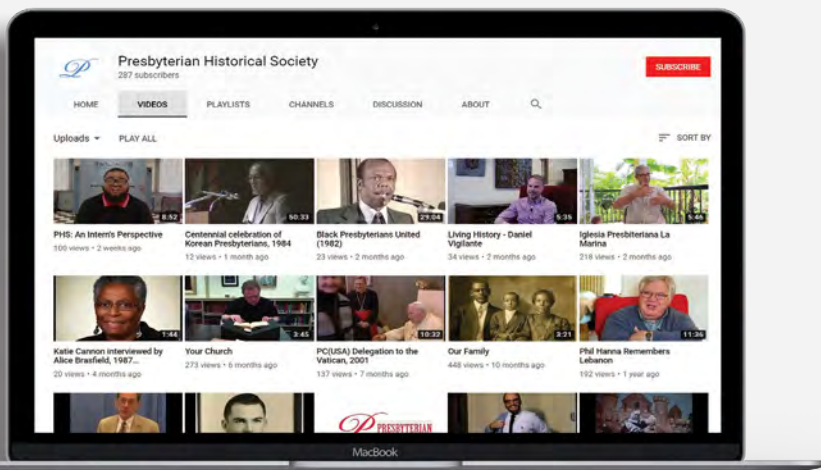 Presbyterian Historical Society
287 subscribers
SUBSCRIBE
HOME VIDEOS PLAYLISTS CHANNELS DISCUSSION ABOUT
Uploads PLAY ALL SORT BY
8:52 50:33 29:04 5:35 5:46
PHS: An Intern's Perspective
100 views • 2 weeks ago
Centennial celebration of
Korean Presbyterians, 1984
12 views • 1 month ago
Black Presbyterians United
(1982)
23 views • 2 months ago
Living History - Daniel
Vigilante
34 views • 2 months ago
Iglesia Presbiteriana La
Marina
218 views • 2 months ago
1:44 3:45 10:32 3:21 11:36
Katie Cannon interviewed by
Alice Brasfield, 1987...
20 views • 4 months ago
Your Church
273 views • 6 months ago
PC(USA) Delegation to the
Vatican, 2001
137 views • 7 months ago
Our Family
448 views • 10 months ago
Phil Hanna Remembers
Lebanon
192 views • 1 year ago
PRESBYTERIAN
MacBook